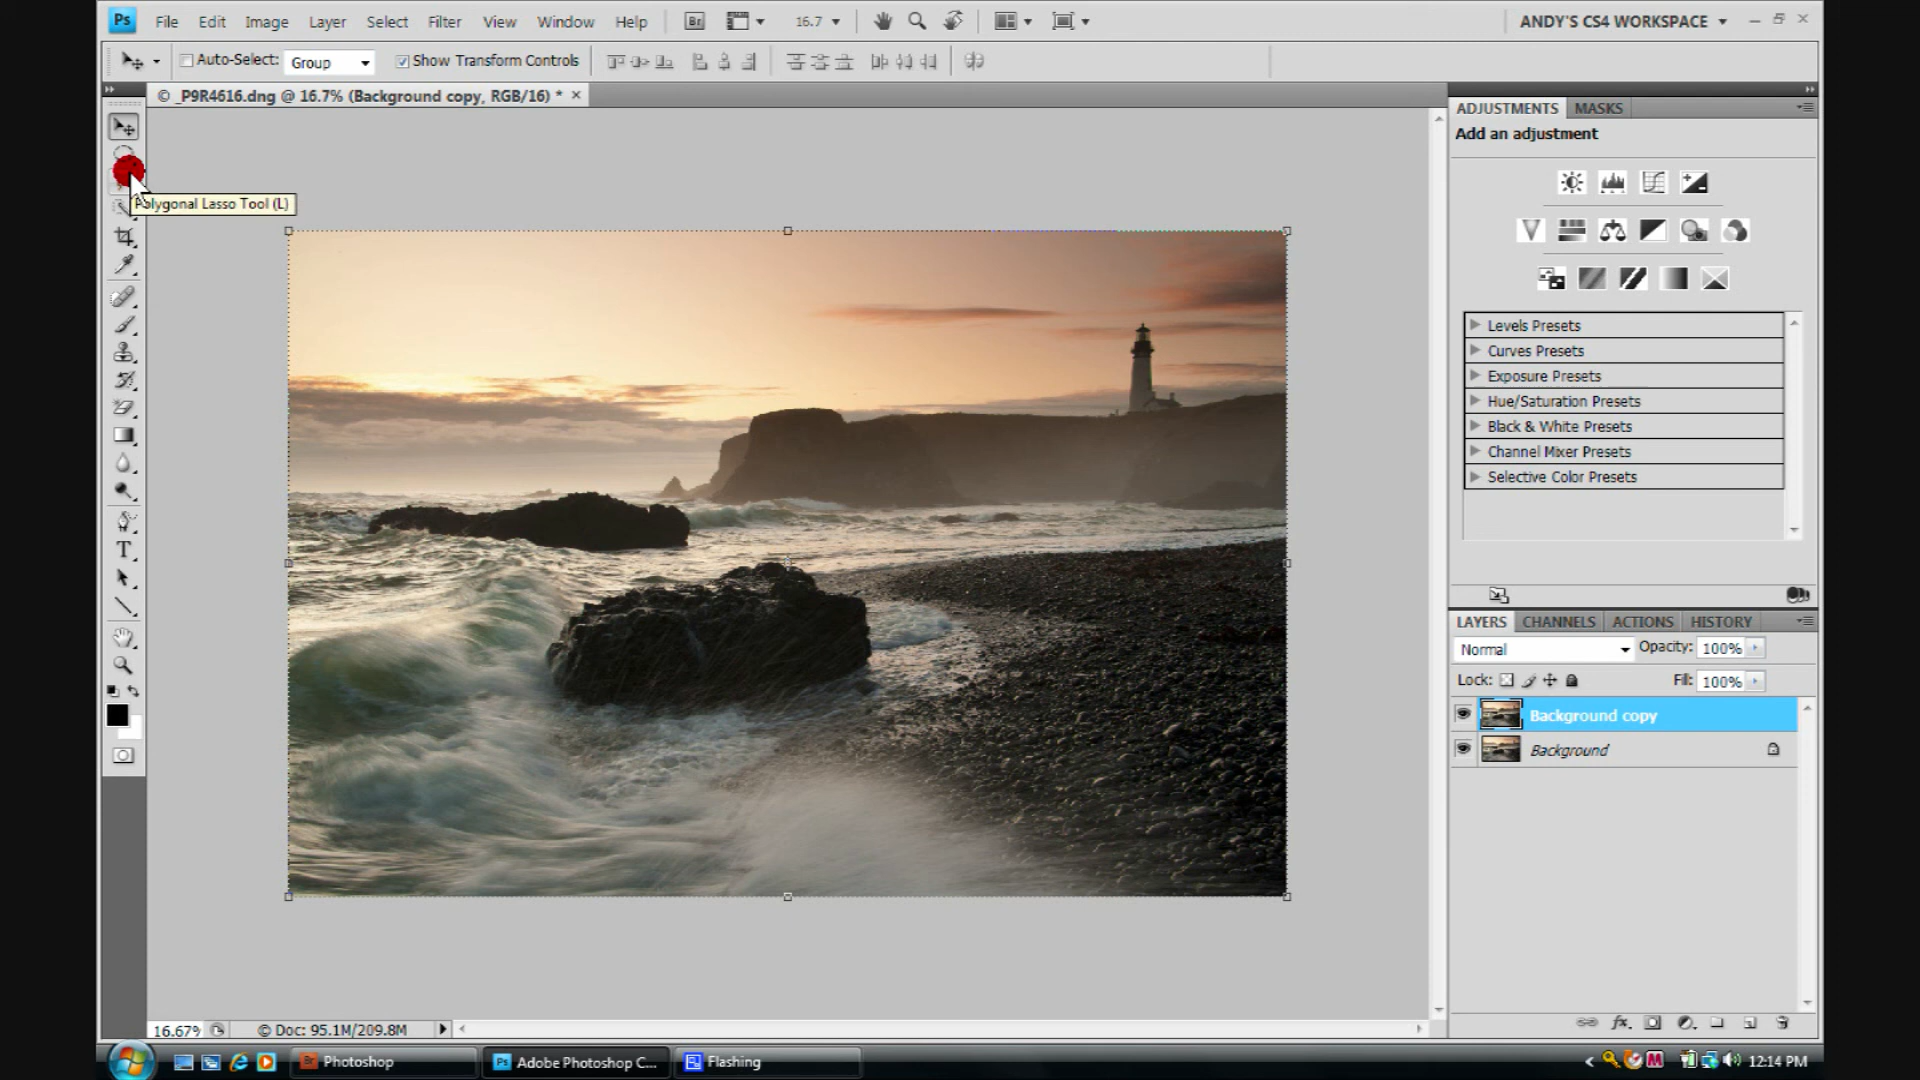 Ps File Edit Image Layer Select Filter View Window Help Br 16.7 ANDY'S CS4 WORKSPACE
Auto-Select: Group Show Transform Controls
© _P9R4616.dng @ 16.7% (Background copy, RGB/16) *
ADJUSTMENTS MASKS
Add an adjustment
Polygonal Lasso Tool (L)
Levels Presets
Curves Presets
Exposure Presets
Hue/Saturation Presets
Black & White Presets
Channel Mixer Presets
Selective Color Presets
LAYERS CHANNELS ACTIONS HISTORY
Normal Opacity: 100%
Lock: Fill: 100%
Background copy
Background
16.67% © Doc: 95.1M/209.8M
Br Photoshop Ps Adobe Photoshop C... Flashing 12:14 PM